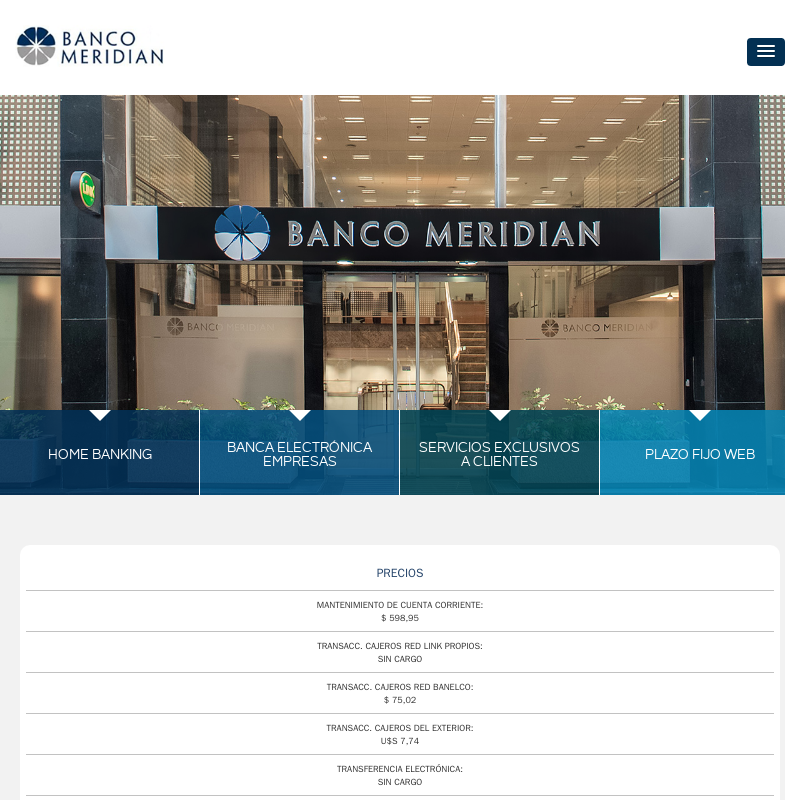 BANCO
MERIDIAN
LINK
BANCO MERIDIAN
BANCO MERIDIAN
BANCO MERIDIAN
HOME BANKING
BANCA ELECTRÓNICA
EMPRESAS
SERVICIOS EXCLUSIVOS
A CLIENTES
PLAZO FIJO WEB
PRECIOS
MANTENIMIENTO DE CUENTA CORRIENTE:
$ 598,95
TRANSACC. CAJEROS RED LINK PROPIOS:
SIN CARGO
TRANSACC. CAJEROS RED BANELCO:
$ 75,02
TRANSACC. CAJEROS DEL EXTERIOR:
U$S 7,74
TRANSFERENCIA ELECTRÓNICA:
SIN CARGO